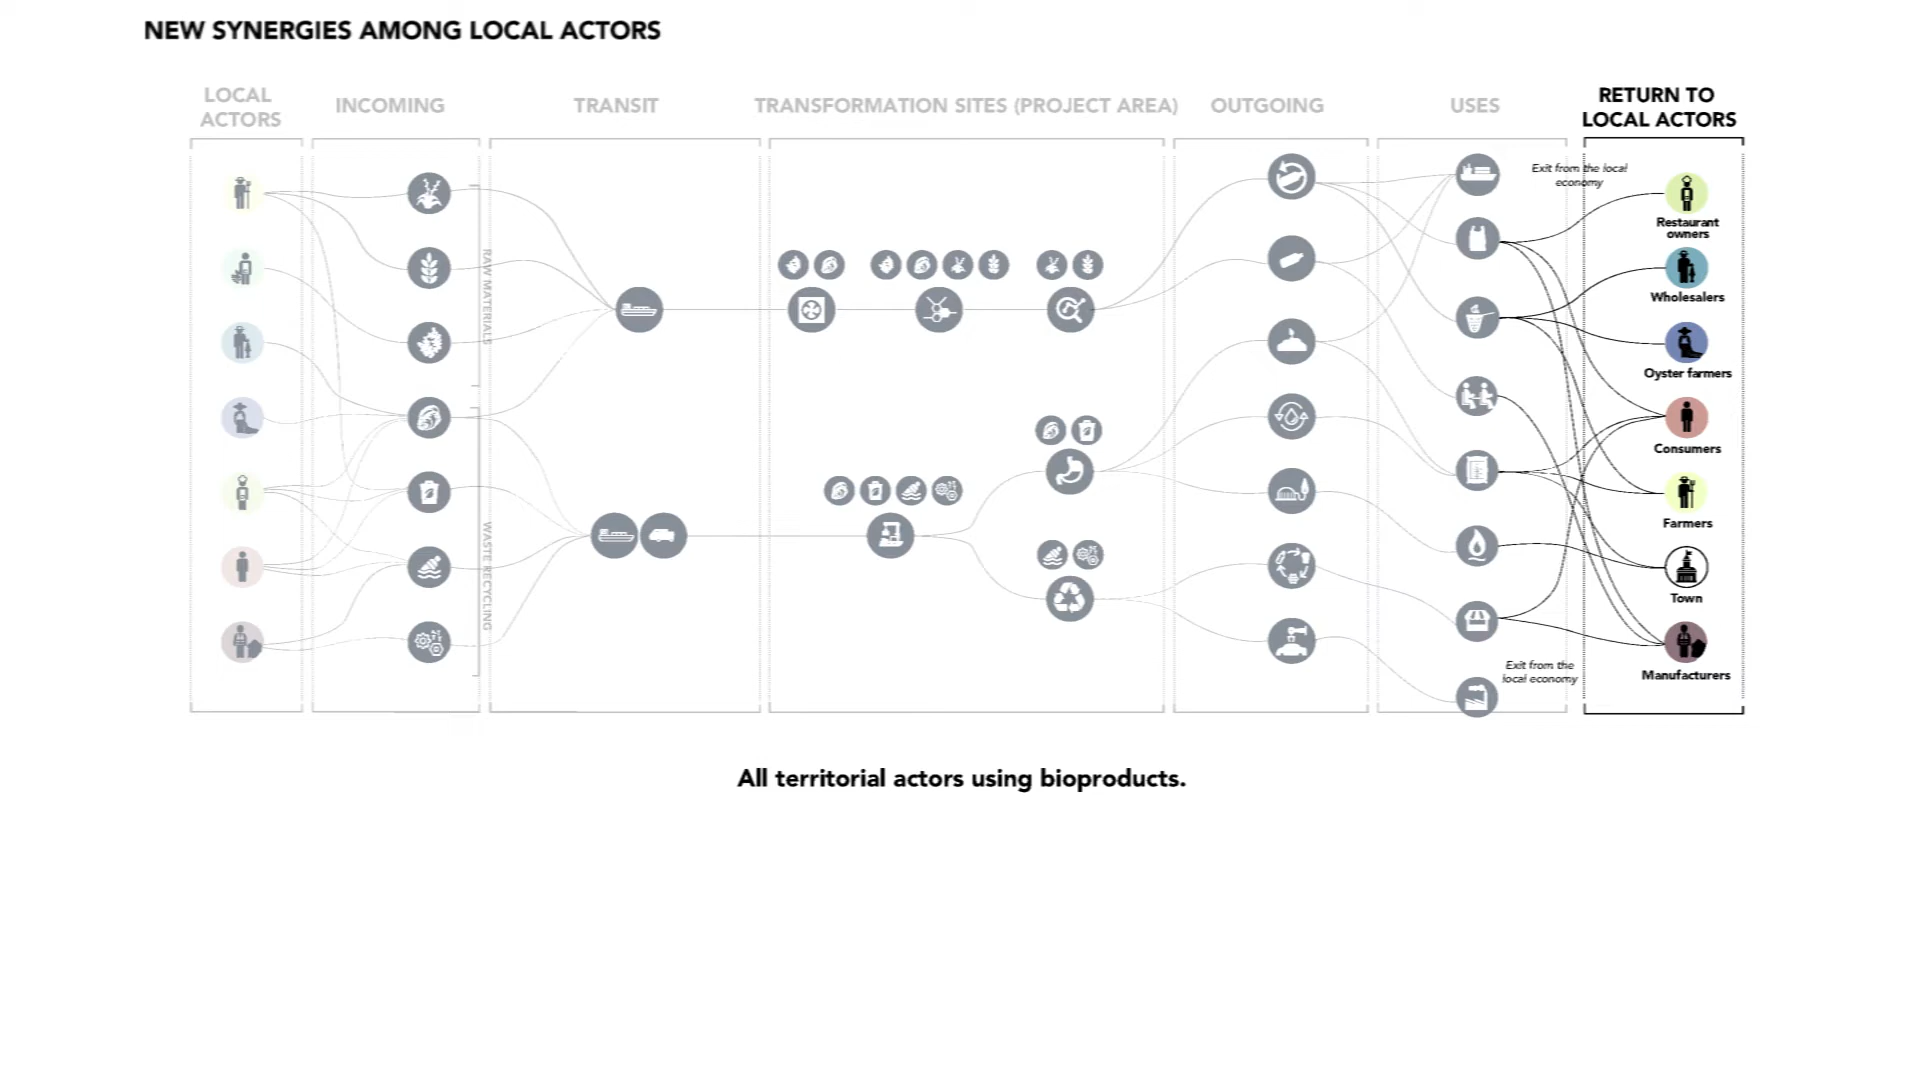 NEW SYNERGIES AMONG LOCAL ACTORS
LOCAL
ACTORS
INCOMING
TRANSIT
TRANSFORMATION SITES (PROJECT AREA)
OUTGOING
USES
RETURN TO
LOCAL ACTORS
RAW MATERIALS
WASTE RECYCLING
Exit from the local
economy
Restaurant
owners
Wholesalers
Oyster farmers
Consumers
Farmers
Town
Manufacturers
Exit from the
local economy
All territorial actors using bioproducts.